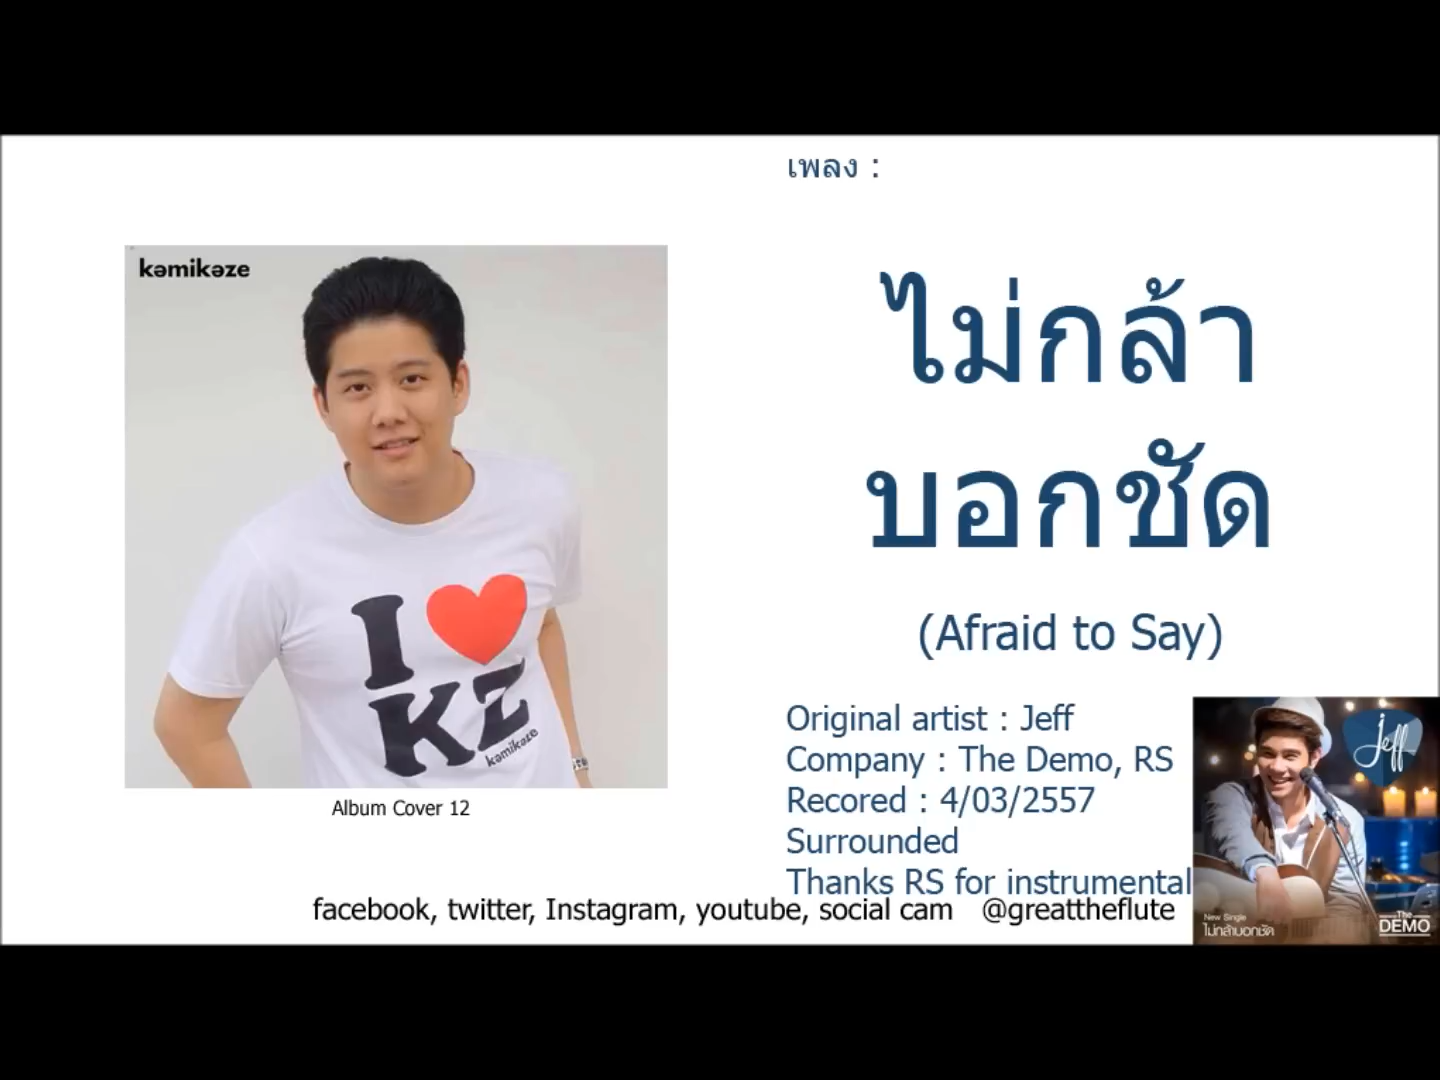 เพลง :
kəmikəze
ไม่กล้า
บอกชัด
(Afraid to Say)
I
KZ
kəmikəze
Album Cover 12
Original artist : Jeff
Company : The Demo, RS
Recored : 4/03/2557
Surrounded
Thanks RS for instrumental
facebook, twitter, Instagram, youtube, social cam @greattheflute
Jeff
New Single
ไม่กล้าบอกชัด
The
DEMO